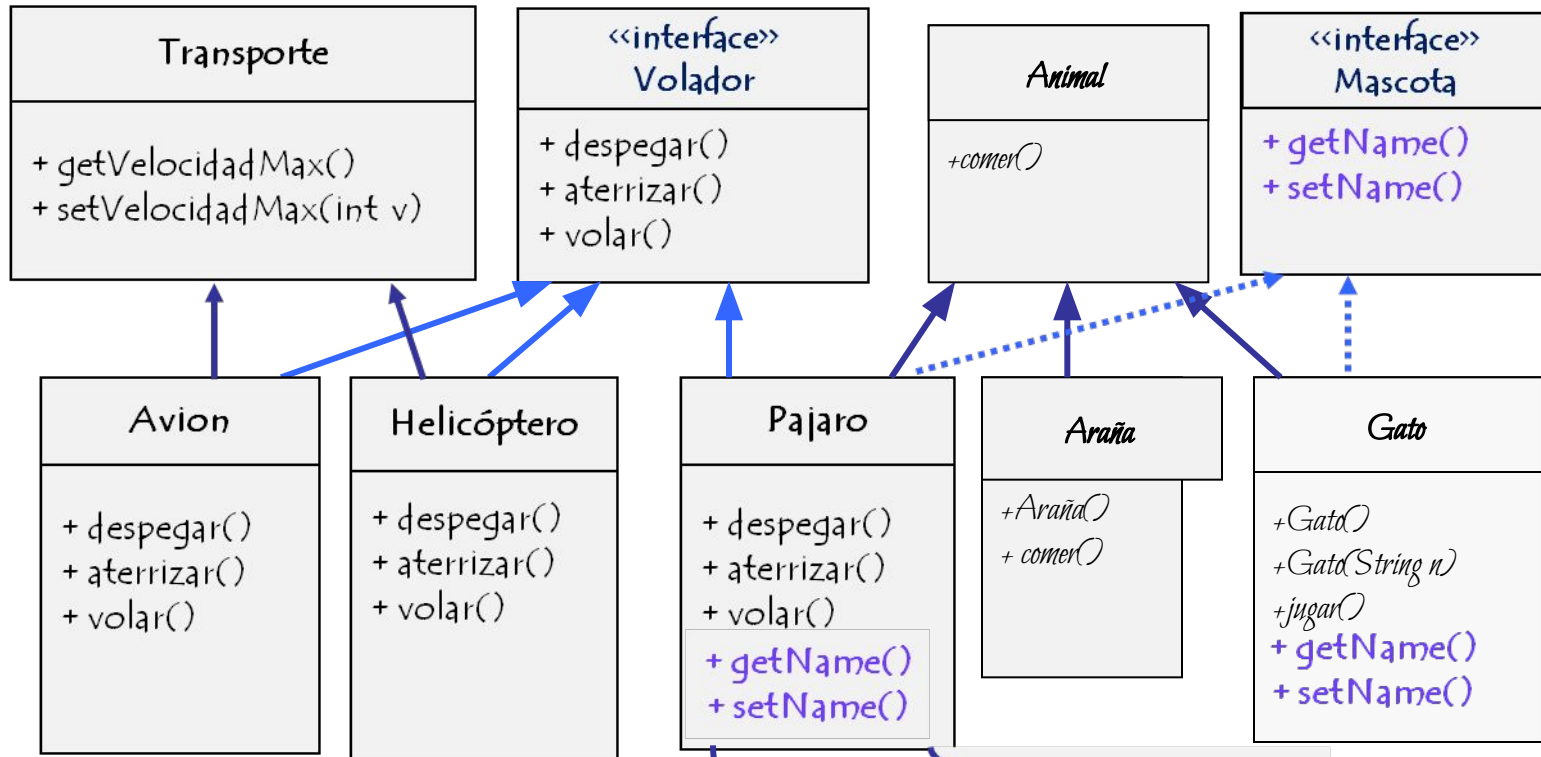 Transporte
+ getVelocidadMax()
+ setVelocidadMax(int v)
«interface»
Volador
+ despegar()
+ aterrizar()
+ volar()
Animal
+comer()
«interface»
Mascota
+ getName()
+ setName()
Avion
+ despegar()
+ aterrizar()
+ volar()
Helicóptero
+ despegar()
+ aterrizar()
+ volar()
Pajaro
+ despegar()
+ aterrizar()
+ volar()
+ getName()
+ setName()
Araña
+Araña()
+ comer()
Gato
+Gato()
+Gato(String n)
+jugar()
+ getName()
+ setName()